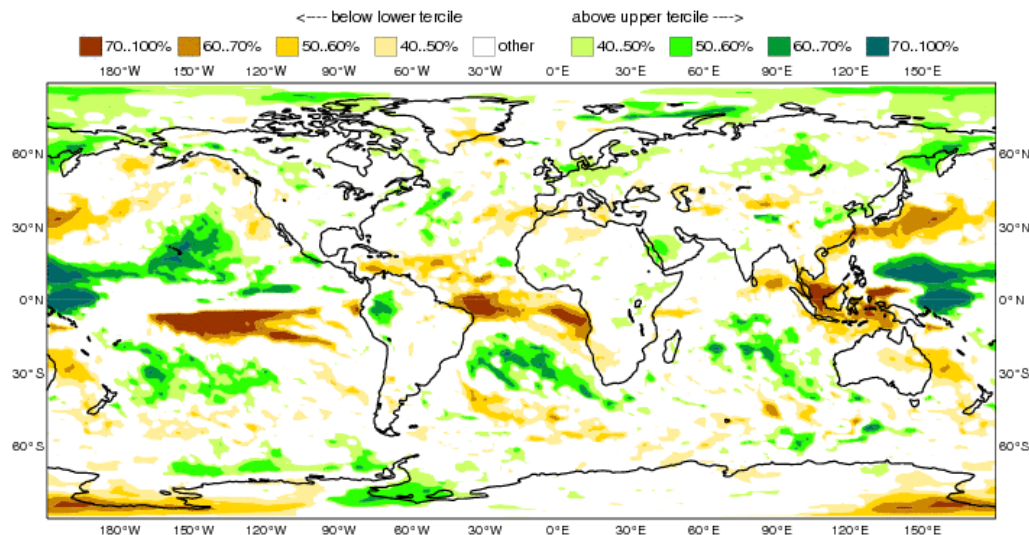 <---- below lower tercile above upper tercile ---->
70..100% 60..70% 50..60% 40..50% other 40..50% 50..60% 60..70% 70..100%
180°W 150°W 120°W 90°W 60°W 30°W 0°E 30°E 60°E 90°E 120°E 150°E
60°N 60°N
30°N 30°N
0°N 0°N
30°S 30°S
60°S 60°S
180°W 150°W 120°W 90°W 60°W 30°W 0°E 30°E 60°E 90°E 120°E 150°E